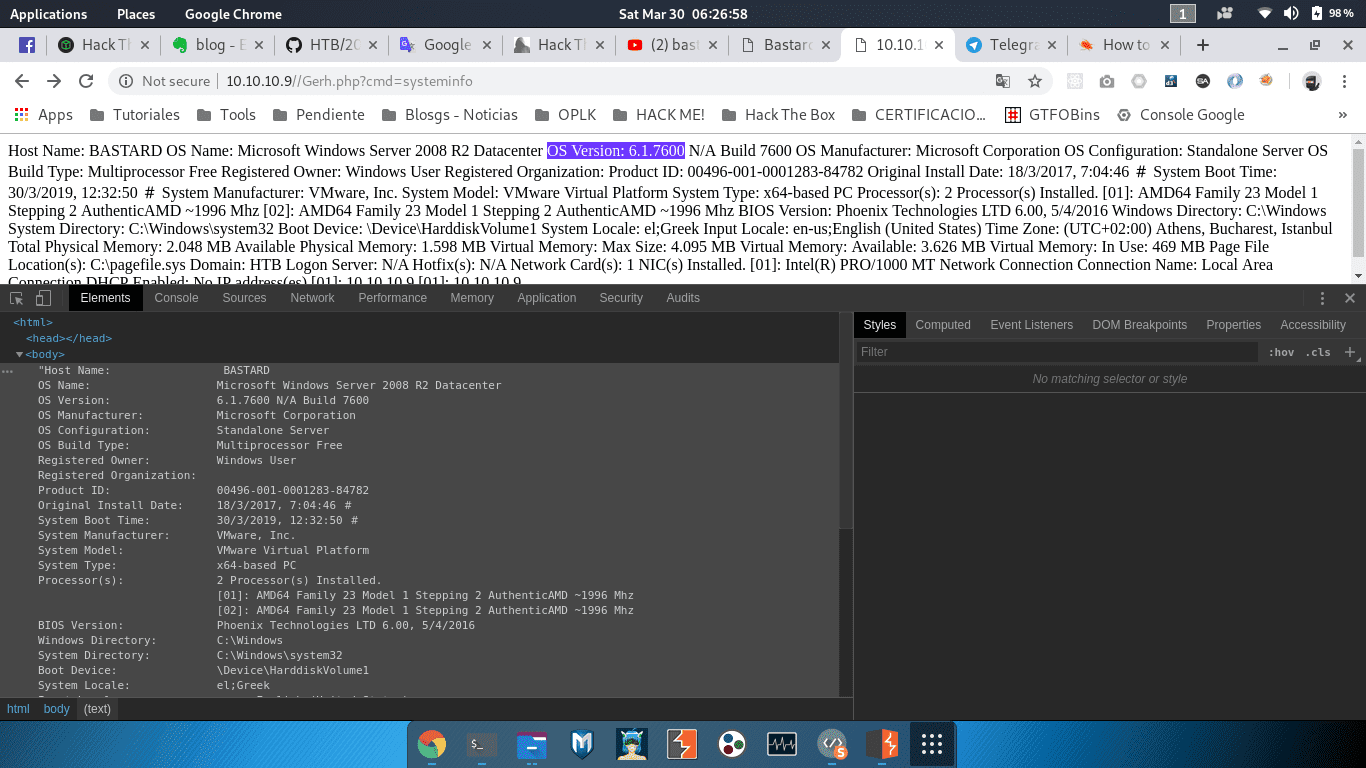 Applications Places Google Chrome Sat Mar 30 06:26:58 1 98 %
Hack Th blog - E HTB/20 Google Hack Th (2) bas Bastard 10.10.1 Telegra How to
Not secure 10.10.10.9//Gerh.php?cmd=systeminfo
Apps Tutoriales Tools Pendiente Blosgs - Noticias OPLK HACK ME! Hack The Box CERTIFICACIO... GTFOBins Console Google »
Host Name: BASTARD OS Name: Microsoft Windows Server 2008 R2 Datacenter OS Version: 6.1.7600 N/A Build 7600 OS Manufacturer: Microsoft Corporation OS Configuration: Standalone Server OS
Build Type: Multiprocessor Free Registered Owner: Windows User Registered Organization: Product ID: 00496-001-0001283-84782 Original Install Date: 18/3/2017, 7:04:46 # System Boot Time:
30/3/2019, 12:32:50 # System Manufacturer: VMware, Inc. System Model: VMware Virtual Platform System Type: x64-based PC Processor(s): 2 Processor(s) Installed. [01]: AMD64 Family 23 Model 1
Stepping 2 AuthenticAMD ~1996 Mhz [02]: AMD64 Family 23 Model 1 Stepping 2 AuthenticAMD ~1996 Mhz BIOS Version: Phoenix Technologies LTD 6.00, 5/4/2016 Windows Directory: C:\Windows
System Directory: C:\Windows\system32 Boot Device: \Device\HarddiskVolume1 System Locale: el;Greek Input Locale: en-us;English (United States) Time Zone: (UTC+02:00) Athens, Bucharest, Istanbul
Total Physical Memory: 2.048 MB Available Physical Memory: 1.598 MB Virtual Memory: Max Size: 4.095 MB Virtual Memory: Available: 3.626 MB Virtual Memory: In Use: 469 MB Page File
Location(s): C:\pagefile.sys Domain: HTB Logon Server: N/A Hotfix(s): N/A Network Card(s): 1 NIC(s) Installed. [01]: Intel(R) PRO/1000 MT Network Connection Connection Name: Local Area
Connection DHCP Enabled: No IP address(es) [01]: 10.10.10.9 [01]: 10.10.10.9
Elements Console Sources Network Performance Memory Application Security Audits
Styles Computed Event Listeners DOM Breakpoints Properties Accessibility
Filter :hov .cls +
No matching selector or style
<html>
<head></head>
<body>
"Host Name: BASTARD
OS Name: Microsoft Windows Server 2008 R2 Datacenter
OS Version: 6.1.7600 N/A Build 7600
OS Manufacturer: Microsoft Corporation
OS Configuration: Standalone Server
OS Build Type: Multiprocessor Free
Registered Owner: Windows User
Registered Organization:
Product ID: 00496-001-0001283-84782
Original Install Date: 18/3/2017, 7:04:46 #
System Boot Time: 30/3/2019, 12:32:50 #
System Manufacturer: VMware, Inc.
System Model: VMware Virtual Platform
System Type: x64-based PC
Processor(s): 2 Processor(s) Installed.
[01]: AMD64 Family 23 Model 1 Stepping 2 AuthenticAMD ~1996 Mhz
[02]: AMD64 Family 23 Model 1 Stepping 2 AuthenticAMD ~1996 Mhz
BIOS Version: Phoenix Technologies LTD 6.00, 5/4/2016
Windows Directory: C:\Windows
System Directory: C:\Windows\system32
Boot Device: \Device\HarddiskVolume1
System Locale: el;Greek
html body (text)